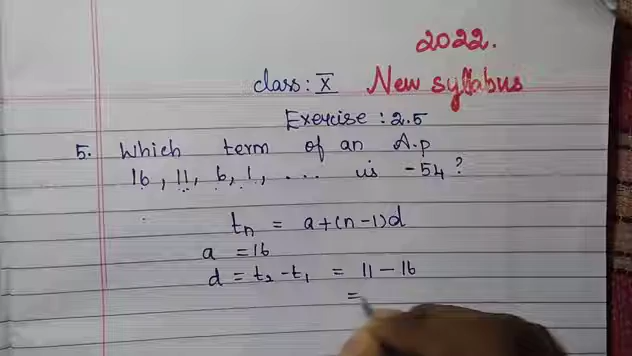 2022.
class: X New syllabus
Exercise : 2.5
5. Which term of an A.p
16, 11, 6, 1, ... is -54 ?
tn = a+(n-1)d
a = 16
d = t2 - t1 = 11 - 16
=